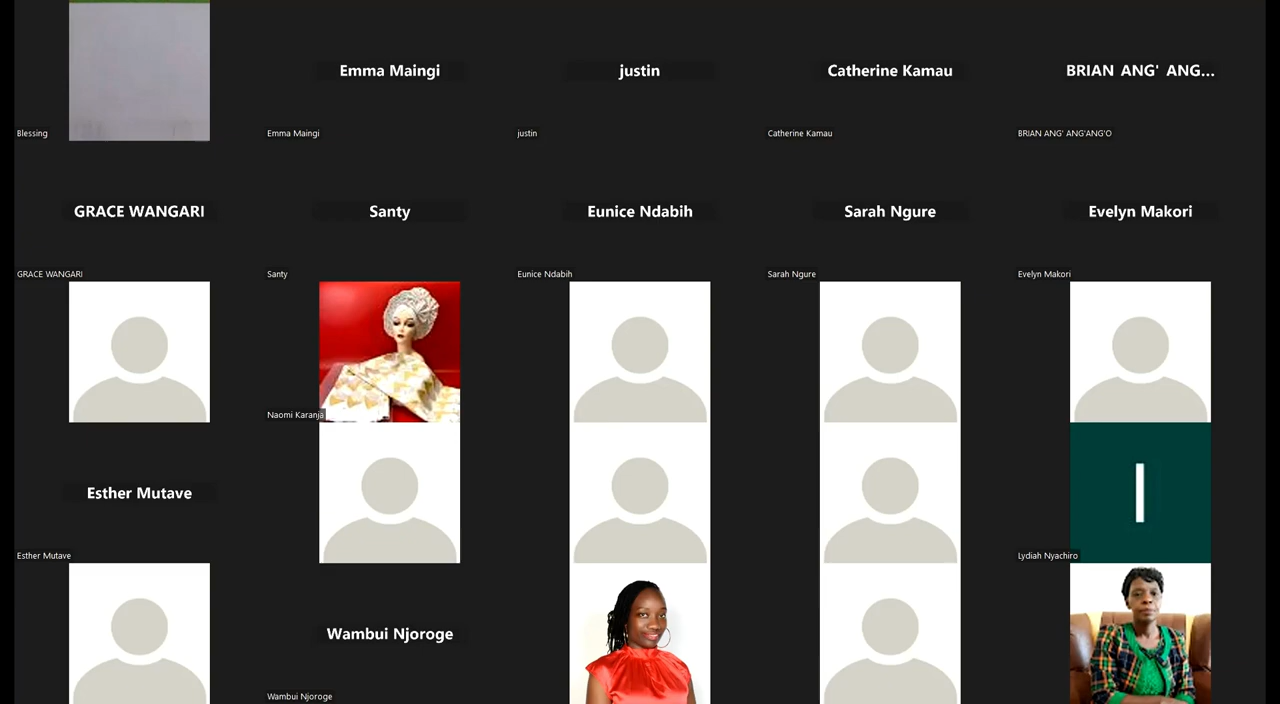 Emma Maingi
justin
Catherine Kamau
BRIAN ANG' ANG...
Blessing
Emma Maingi
justin
Catherine Kamau
BRIAN ANG' ANG'ANG'O
GRACE WANGARI
Santy
Eunice Ndabih
Sarah Ngure
Evelyn Makori
GRACE WANGARI
Santy
Eunice Ndabih
Sarah Ngure
Evelyn Makori
Naomi Karanja
Esther Mutave
I
Esther Mutave
Lydiah Nyachiro
Wambui Njoroge
Wambui Njoroge